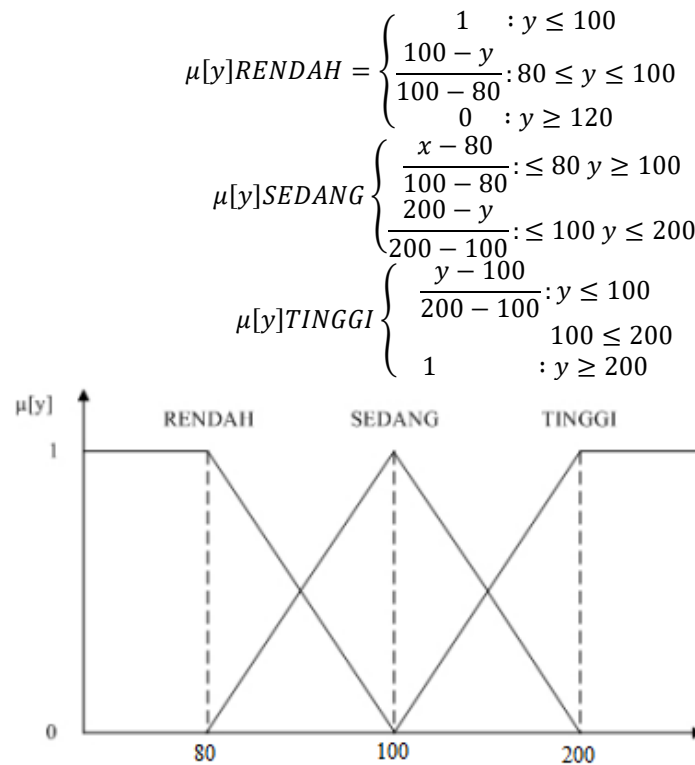 1 : y ≤ 100
μ[y]RENDAH = { 100 − y / 100 − 80 : 80 ≤ y ≤ 100
0 : y ≥ 120
μ[y]SEDANG { x − 80 / 100 − 80 : ≤ 80 y ≥ 100
200 − y / 200 − 100 : ≤ 100 y ≤ 200
μ[y]TINGGI { y − 100 / 200 − 100 : y ≤ 100
100 ≤ 200
1 : y ≥ 200
μ[y]
RENDAH SEDANG TINGGI
1
0
80 100 200